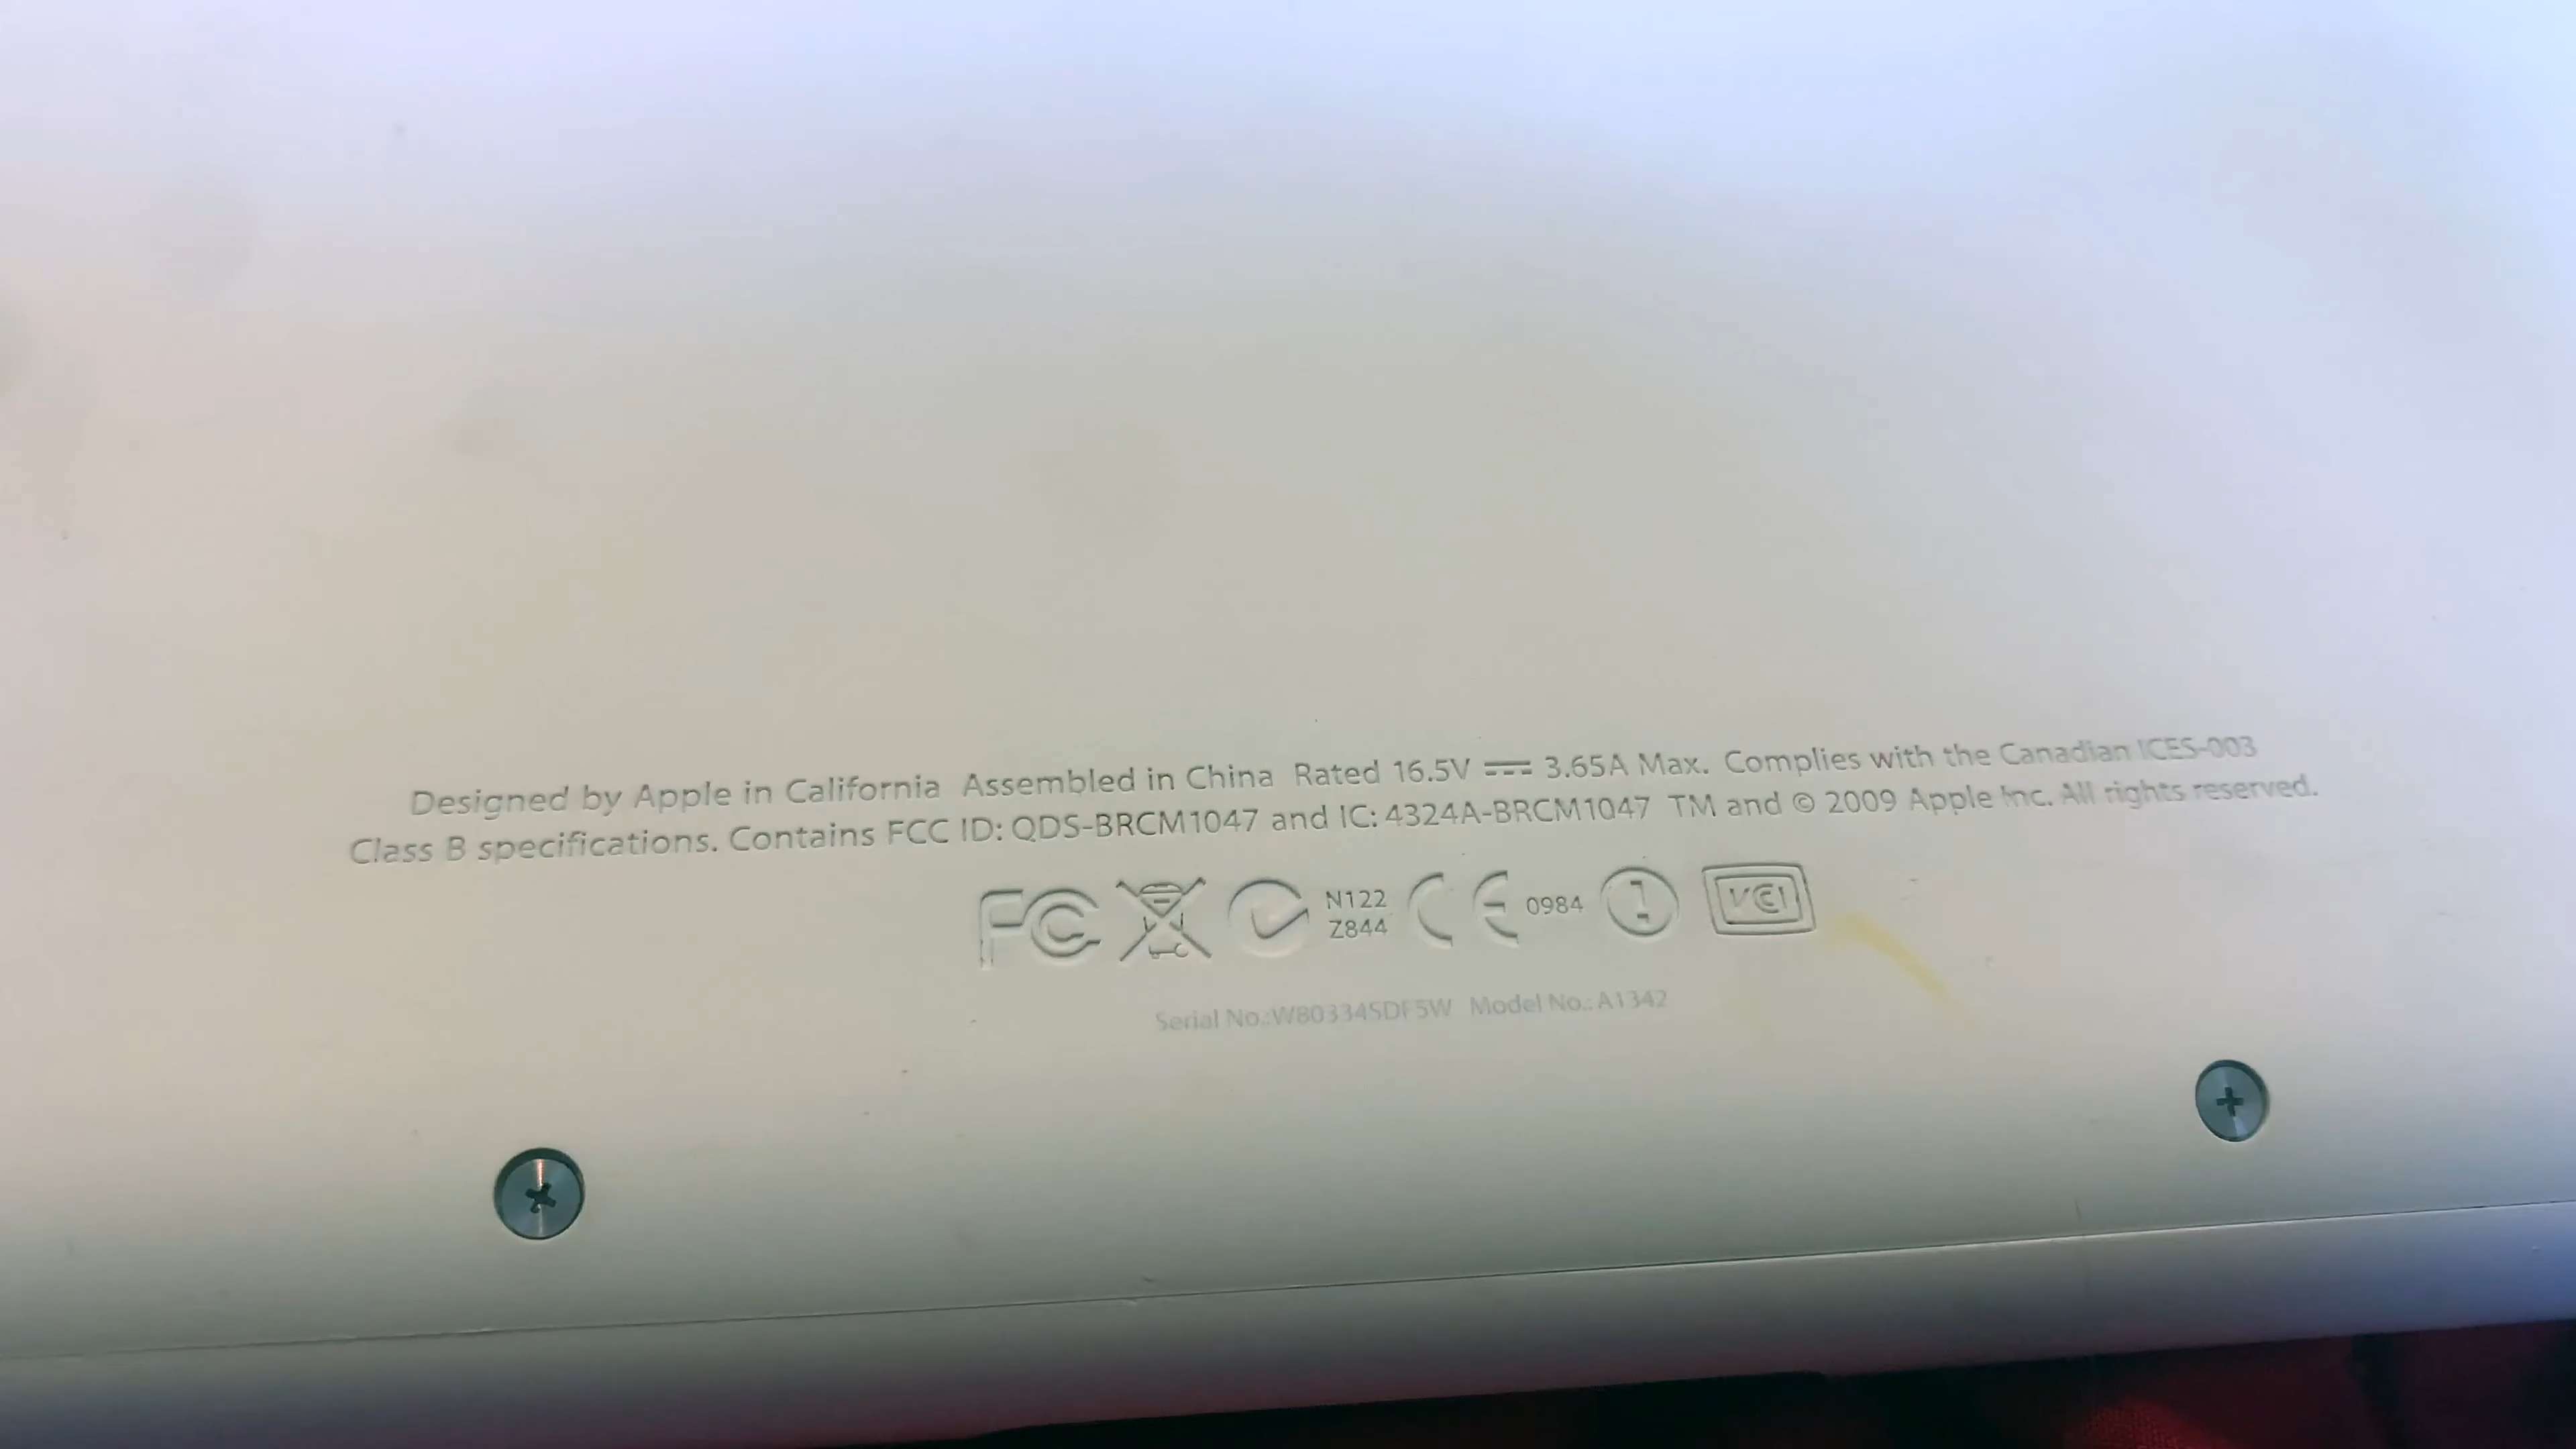 Designed by Apple in California Assembled in China Rated 16.5V ⎓ 3.65A Max. Complies with the Canadian ICES-003
Class B specifications. Contains FCC ID: QDS-BRCM1047 and IC: 4324A-BRCM1047 TM and © 2009 Apple Inc. All rights reserved.
FC N122 CE 0984 VCI
Z844
Serial No.:W80334SDF5W Model No.: A1342